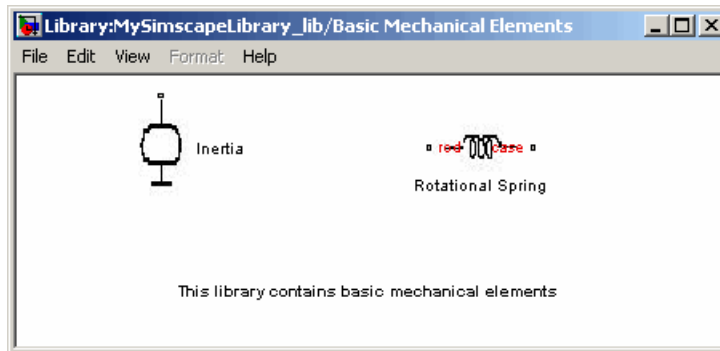 Library:MySimscapeLibrary_lib/Basic Mechanical Elements
File Edit View Format Help
Inertia
rod case
Rotational Spring
This library contains basic mechanical elements